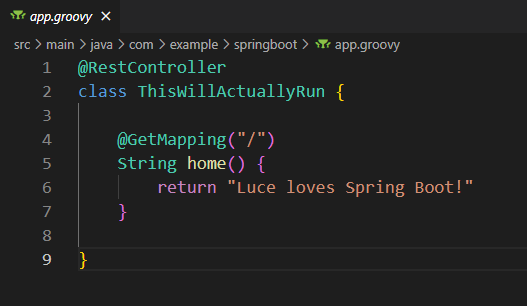 app.groovy ×
src > main > java > com > example > springboot > app.groovy
1 @RestController
2 class ThisWillActuallyRun {
3
4 @GetMapping("/")
5 String home() {
6 return "Luce loves Spring Boot!"
7 }
8
9 }